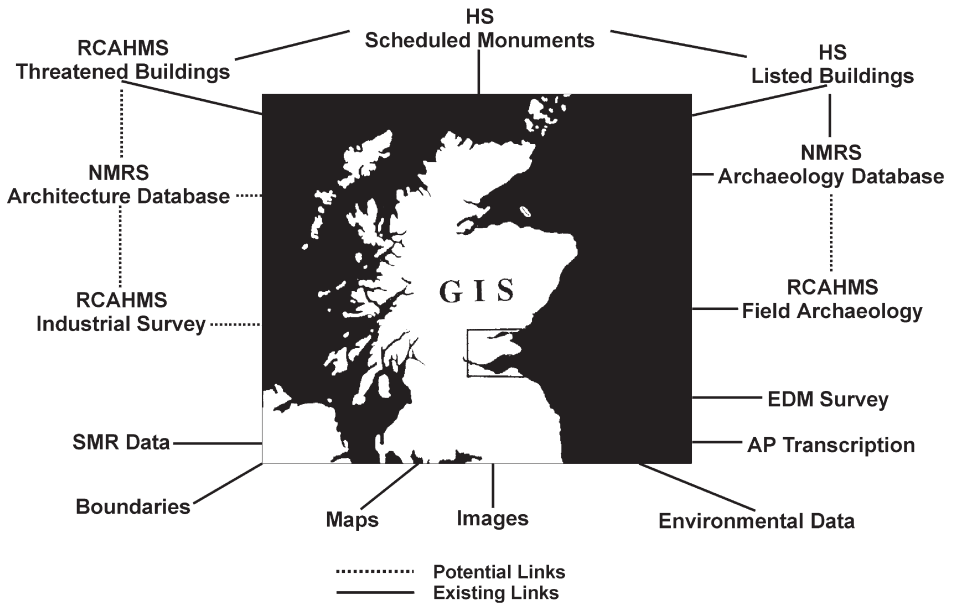 HS
Scheduled Monuments
RCAHMS
Threatened Buildings
HS
Listed Buildings
NMRS
Architecture Database
NMRS
Archaeology Database
GIS
RCAHMS
Industrial Survey
RCAHMS
Field Archaeology
EDM Survey
SMR Data
AP Transcription
Boundaries
Maps
Images
Environmental Data
Potential Links
Existing Links